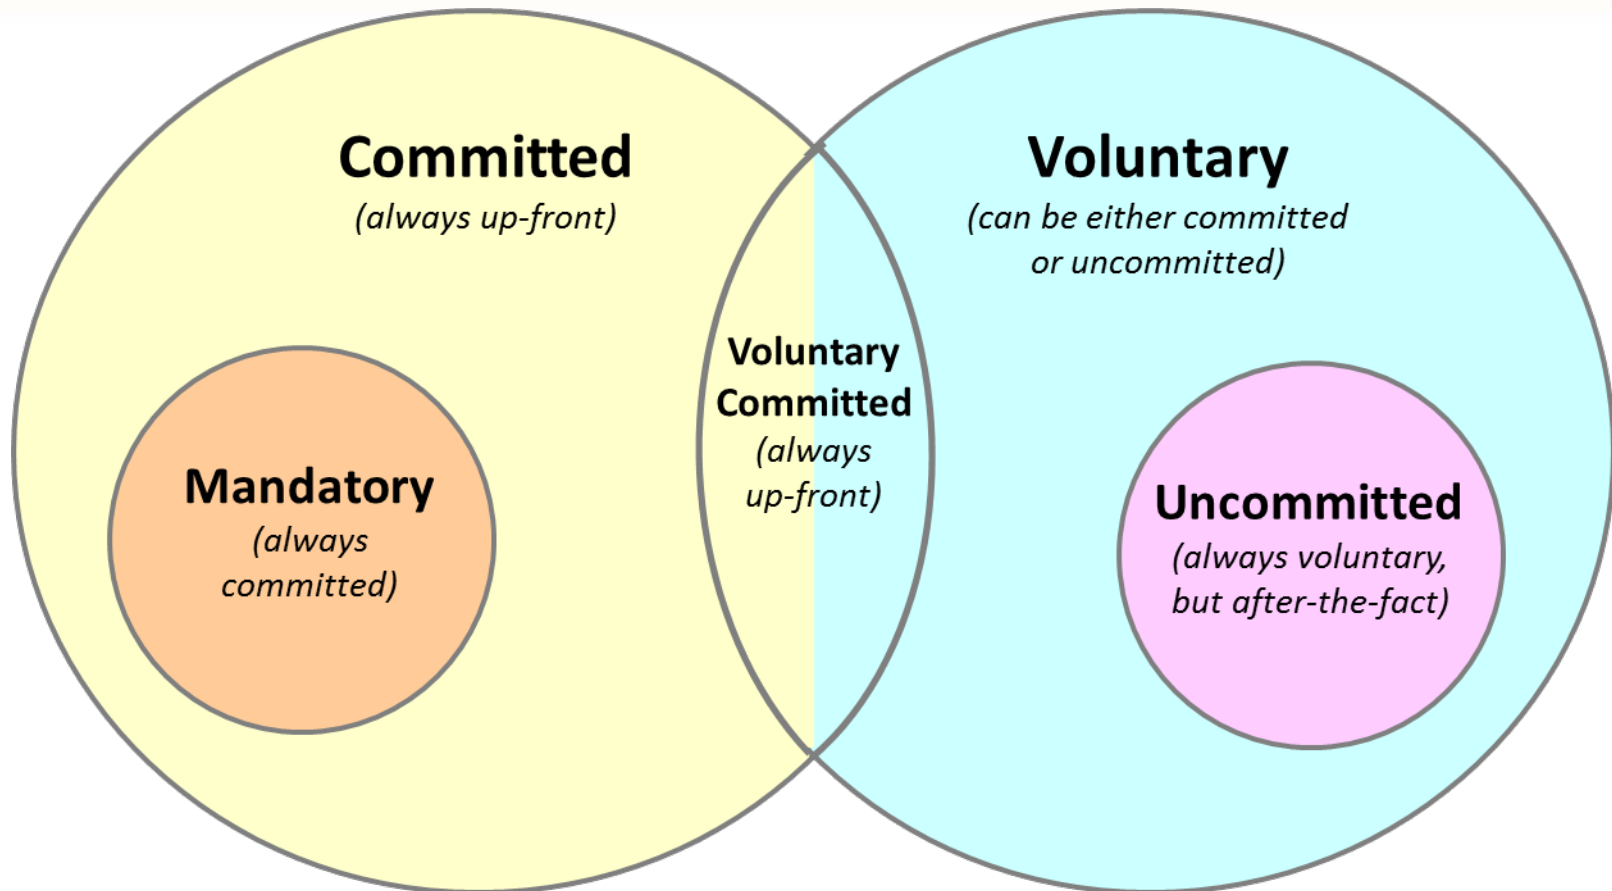 Committed
(always up-front)
Voluntary
(can be either committed
or uncommitted)
Voluntary
Committed
(always
up-front)
Mandatory
(always
committed)
Uncommitted
(always voluntary,
but after-the-fact)